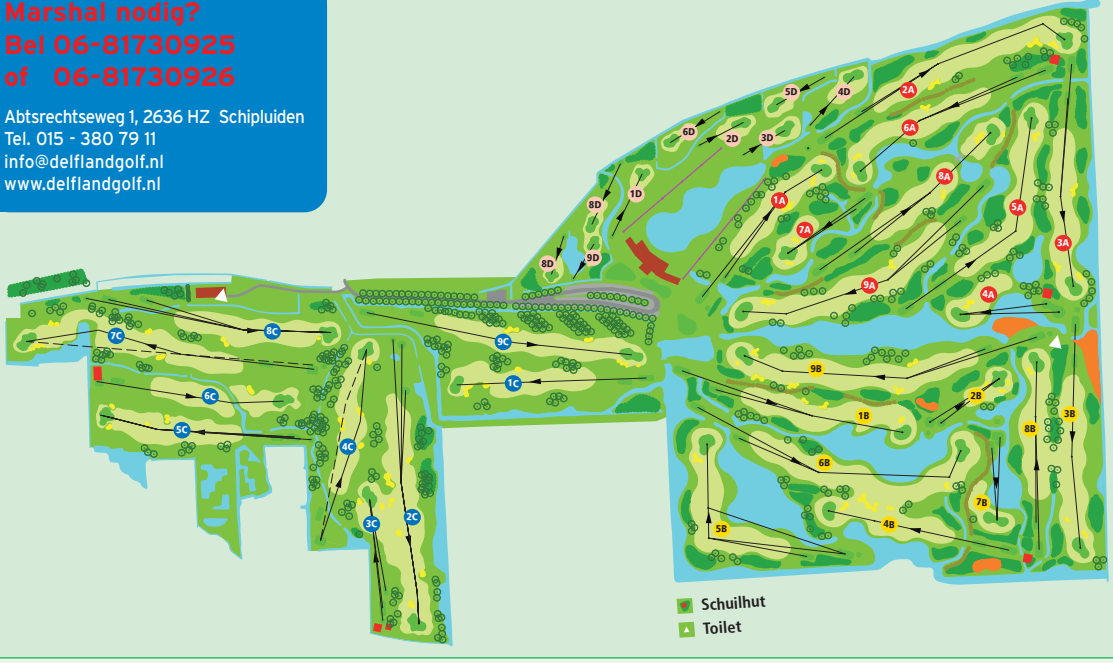 Marshal nodig?
Bel 06-81730925
of 06-81730926
Abtsrechtseweg 1, 2636 HZ Schipluiden
Tel. 015 - 380 79 11
info@delflandgolf.nl
www.delflandgolf.nl
5D
4D
2A
6D
2D
3D
6A
8A
1D
1A
8D
5A
7A
3A
8D
9D
9A
4A
7C
8C
9C
9B
1C
6C
2B
1B
3B
5C
8B
4C
6B
7B
3C
2C
5B
4B
Schuilhut
Toilet